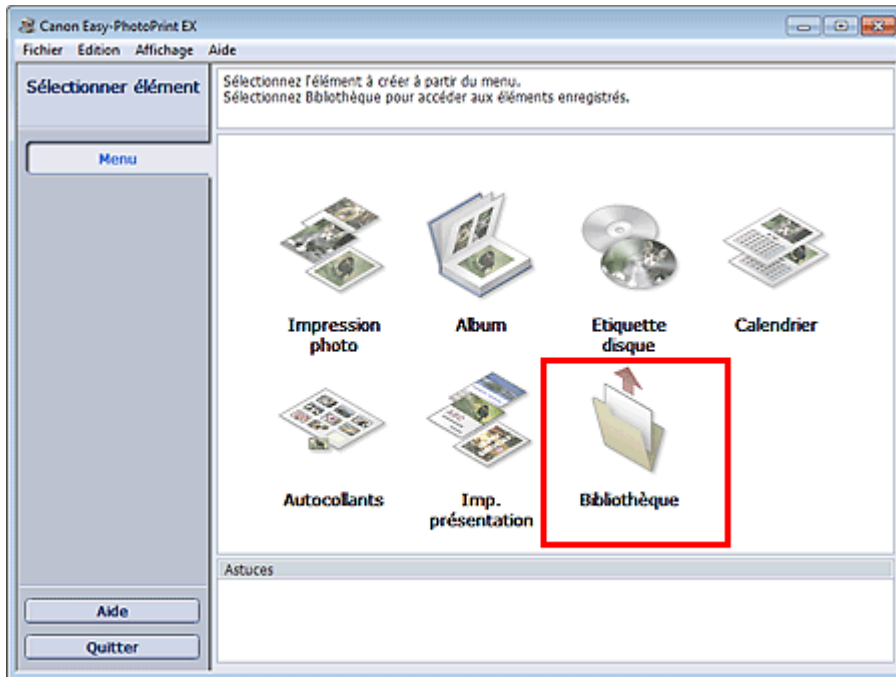 Canon Easy-PhotoPrint EX
Fichier Edition Affichage Aide
Sélectionner élément
Sélectionnez l'élément à créer à partir du menu.
Sélectionnez Bibliothèque pour accéder aux éléments enregistrés.
Menu
Impression
photo
Album
Etiquette
disque
Calendrier
Autocollants
Imp.
présentation
Bibliothèque
Astuces
Aide
Quitter